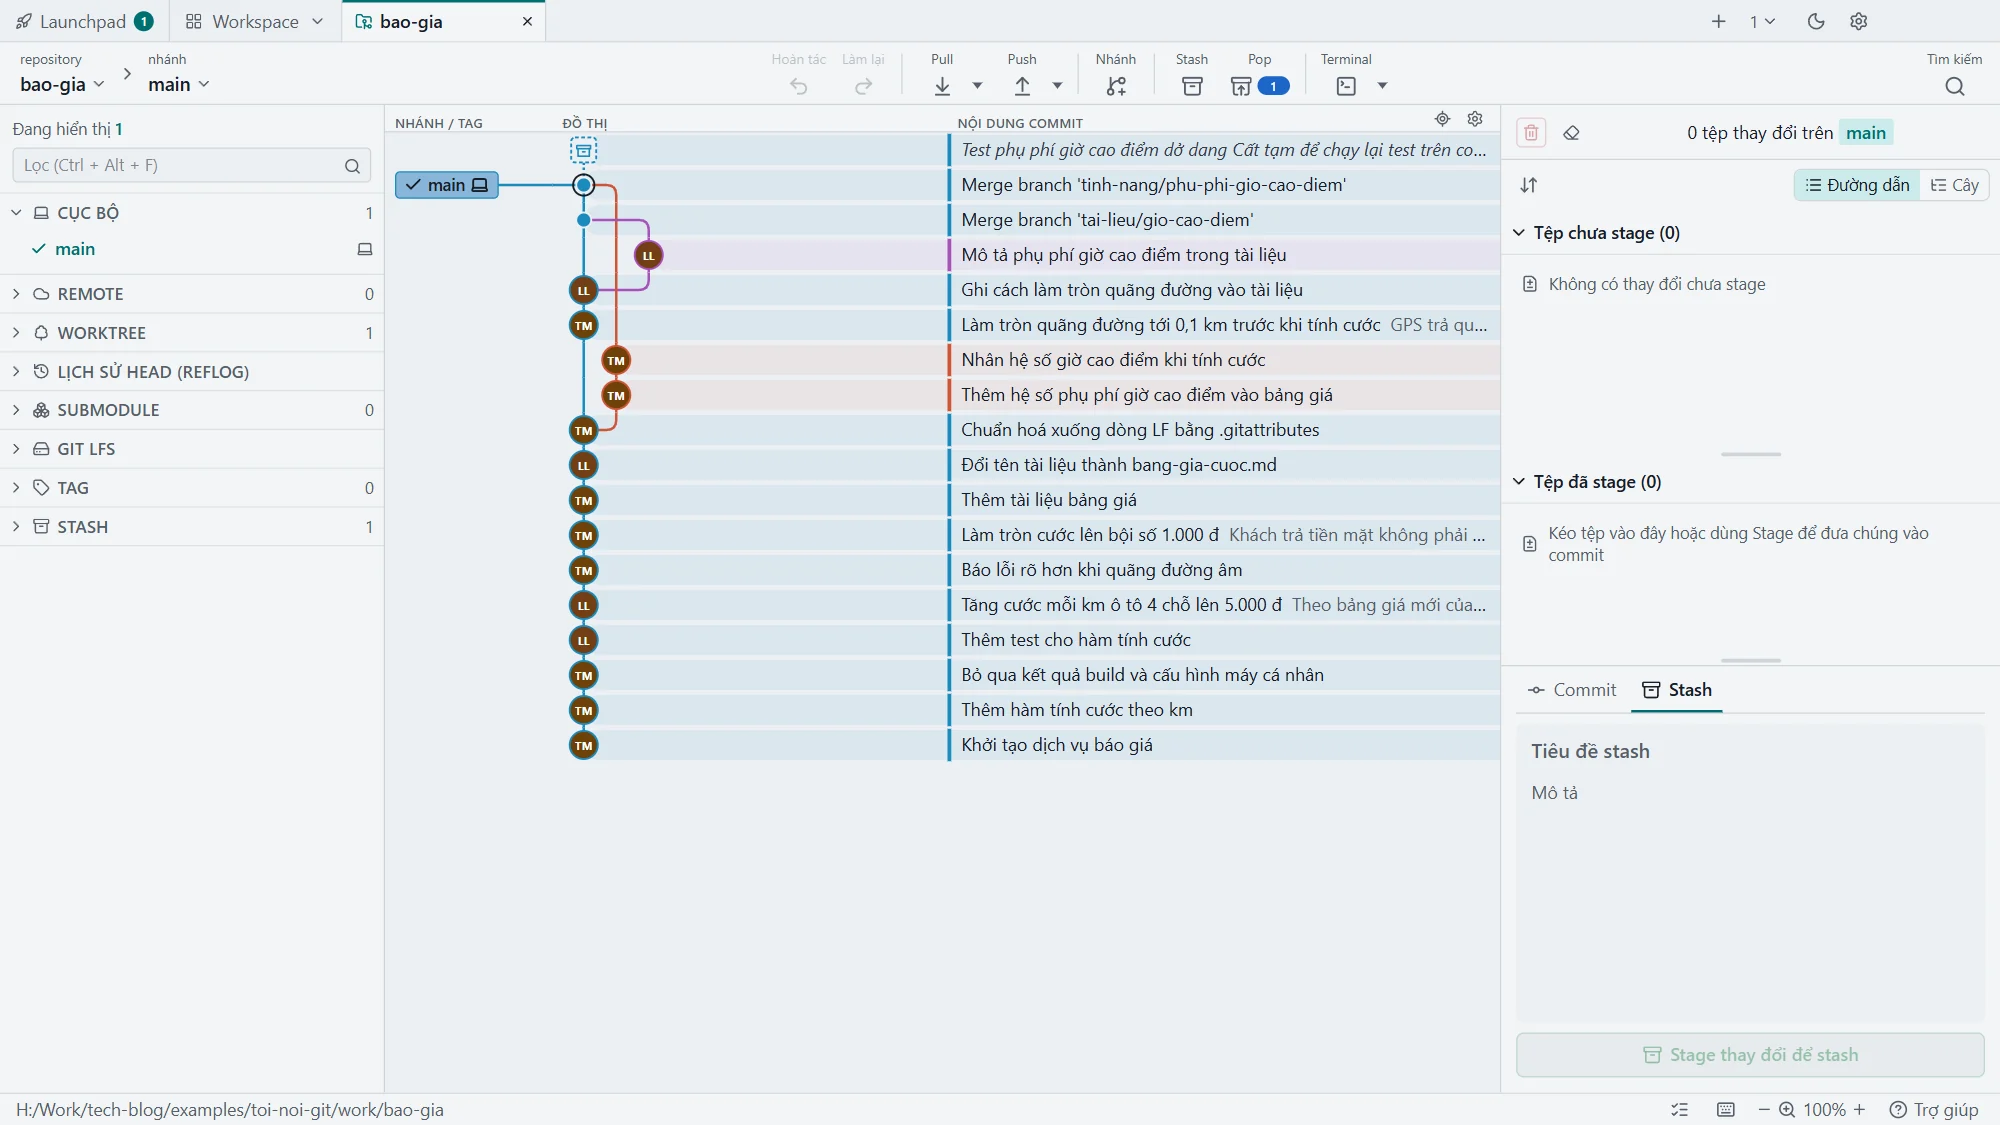 Launchpad 1
Workspace
bao-gia
1
repository
bao-gia
nhánh
main
Hoàn tác
Làm lại
Pull
Push
Nhánh
Stash
Pop
1
Terminal
Tìm kiếm
Đang hiển thị 1
Lọc (Ctrl + Alt + F)
CỤC BỘ 1
main
REMOTE 0
WORKTREE 1
LỊCH SỬ HEAD (REFLOG)
SUBMODULE 0
GIT LFS
TAG 0
STASH 1
NHÁNH / TAG
ĐỒ THỊ
NỘI DUNG COMMIT
Test phụ phí giờ cao điểm dở dang Cất tạm để chạy lại test trên co...
main
Merge branch 'tinh-nang/phu-phi-gio-cao-diem'
Merge branch 'tai-lieu/gio-cao-diem'
LL Mô tả phụ phí giờ cao điểm trong tài liệu
LL Ghi cách làm tròn quãng đường vào tài liệu
TM Làm tròn quãng đường tới 0,1 km trước khi tính cước GPS trả qu...
TM Nhân hệ số giờ cao điểm khi tính cước
TM Thêm hệ số phụ phí giờ cao điểm vào bảng giá
TM Chuẩn hoá xuống dòng LF bằng .gitattributes
LL Đổi tên tài liệu thành bang-gia-cuoc.md
TM Thêm tài liệu bảng giá
TM Làm tròn cước lên bội số 1.000 đ Khách trả tiền mặt không phải ...
TM Báo lỗi rõ hơn khi quãng đường âm
LL Tăng cước mỗi km ô tô 4 chỗ lên 5.000 đ Theo bảng giá mới của...
LL Thêm test cho hàm tính cước
TM Bỏ qua kết quả build và cấu hình máy cá nhân
TM Thêm hàm tính cước theo km
TM Khởi tạo dịch vụ báo giá
0 tệp thay đổi trên main
Đường dẫn
Cây
Tệp chưa stage (0)
Không có thay đổi chưa stage
Tệp đã stage (0)
Kéo tệp vào đây hoặc dùng Stage để đưa chúng vào
commit
Commit
Stash
Tiêu đề stash
Mô tả
Stage thay đổi để stash
H:/Work/tech-blog/examples/toi-noi-git/work/bao-gia
100%
Trợ giúp